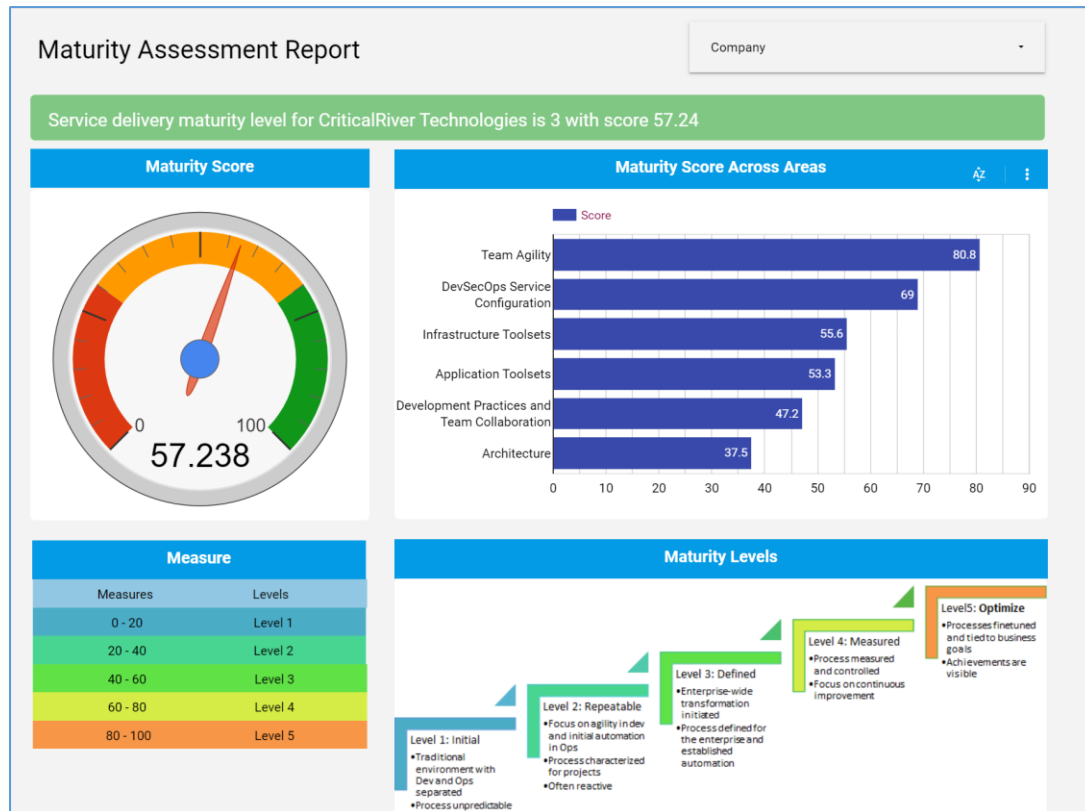 Maturity Assessment Report
Company
Service delivery maturity level for CriticalRiver Technologies is 3 with score 57.24
Maturity Score
0
100
57.238
Maturity Score Across Areas
AZ
Score
Team Agility
80.8
DevSecOps Service
Configuration
69
Infrastructure Toolsets
55.6
Application Toolsets
53.3
Development Practices and
Team Collaboration
47.2
Architecture
37.5
0 10 20 30 40 50 60 70 80 90
Measure
Measures Levels
0 - 20 Level 1
20 - 40 Level 2
40 - 60 Level 3
60 - 80 Level 4
80 - 100 Level 5
Maturity Levels
Level 1: Initial
•Traditional
environment with
Dev and Ops
separated
•Process unpredictable
Level 2: Repeatable
•Focus on agility in dev
and initial automation
in Ops
•Process characterized
for projects
•Often reactive
Level 3: Defined
•Enterprise-wide
transformation
initiated
•Process defined for
the enterprise and
established
automation
Level 4: Measured
•Process measured
and controlled
•Focus on continuous
improvement
Level5: Optimize
•Processes finetuned
and tied to business
goals
•Achievements are
visible